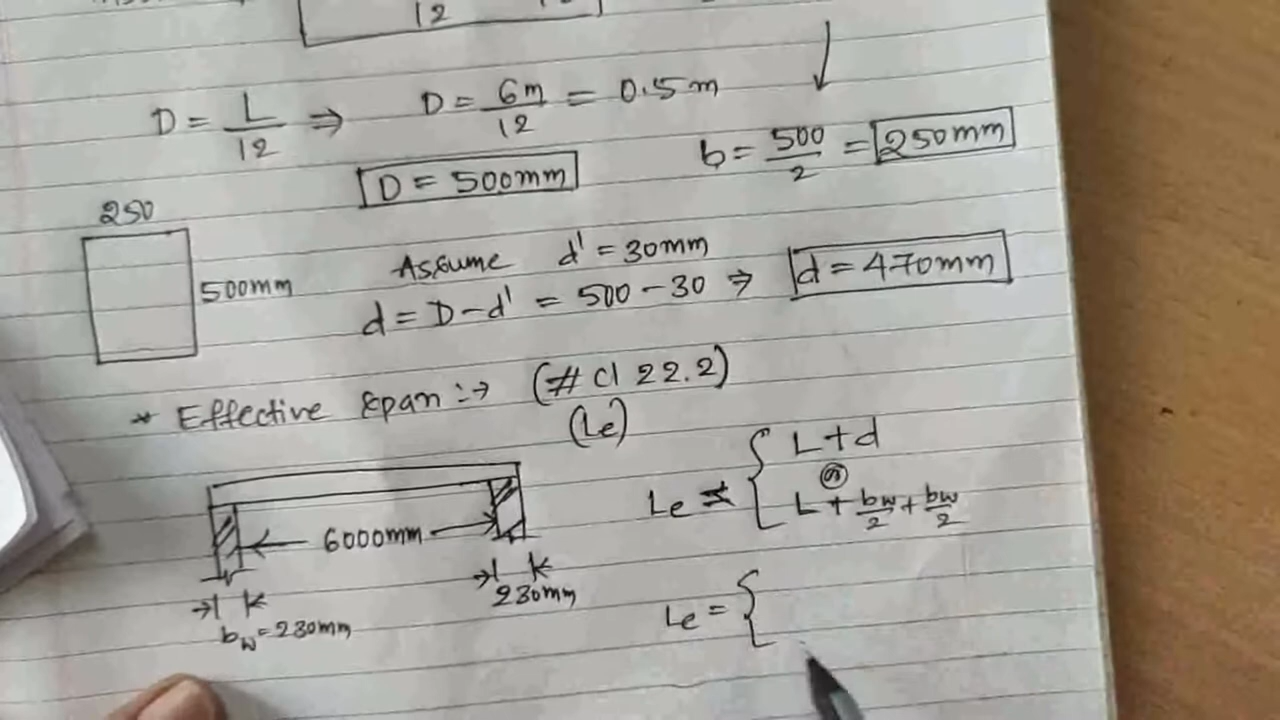 12
D = L/12 ⇒ D = 6m/12 = 0.5m
b = 500/2 = 250mm
D = 500mm
250
500mm
Assume d' = 30mm
d = D - d' = 500 - 30 ⇒ d = 470mm
* Effective span :→ (# Cl 22.2)
(Le)
6000mm
230mm
bw = 230mm
Le = { L + d
or
L + bw/2 + bw/2
Le = {